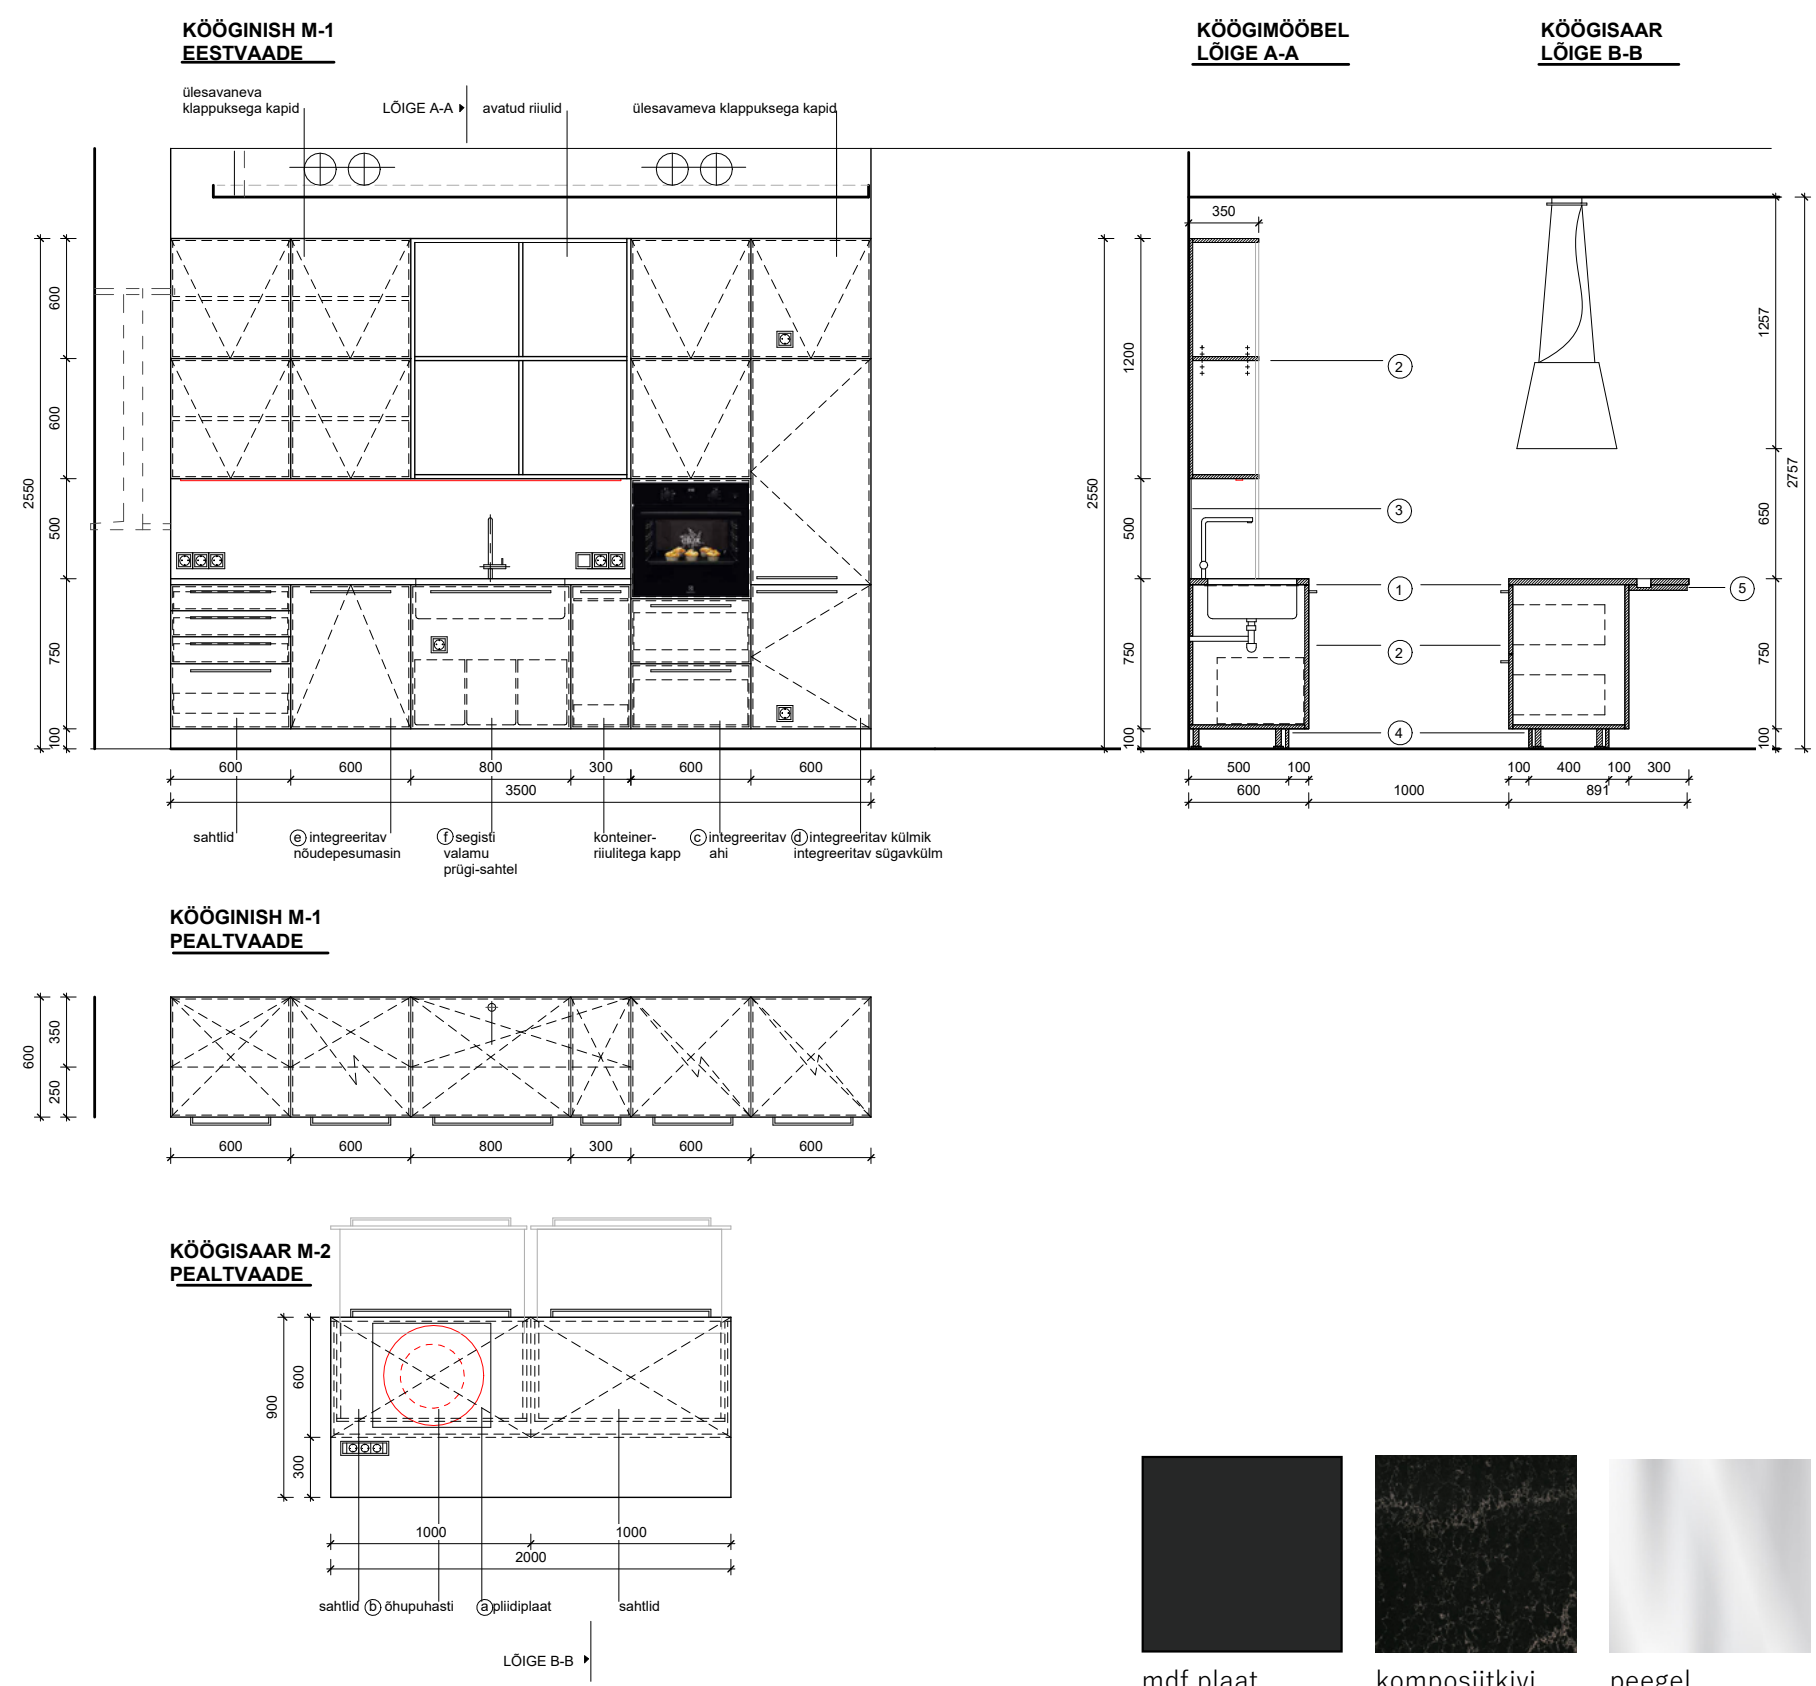 KÖÖGINISH M-1
EESTVAADE
KÖÖGIMÖÖBEL
LÕIGE A-A
KÖÖGISAAR
LÕIGE B-B
ülesavaneva
klappuksega kapid
LÕIGE A-A
avatud riiulid
ülesavameva klappuksega kapid
2550
600
600
500
750
100
600
600
800
300
600
600
3500
sahtlid
e integreeritav
nõudepesumasin
f segisti
valamu
prügi-sahtel
konteiner-
riiulitega kapp
c integreeritav
ahi
d integreeritav külmik
integreeritav sügavkülm
350
2550
1200
500
750
100
2
3
1
2
4
5
1257
650
750
100
2757
500
100
600
1000
100
400
100
300
891
KÖÖGINISH M-1
PEALTVAADE
600
350
250
600
600
800
300
600
600
KÖÖGISAAR M-2
PEALTVAADE
900
600
300
1000
1000
2000
sahtlid
b õhupuhasti
a pliidiplaat
sahtlid
LÕIGE B-B
mdf plaat
komposiitkivi
peegel